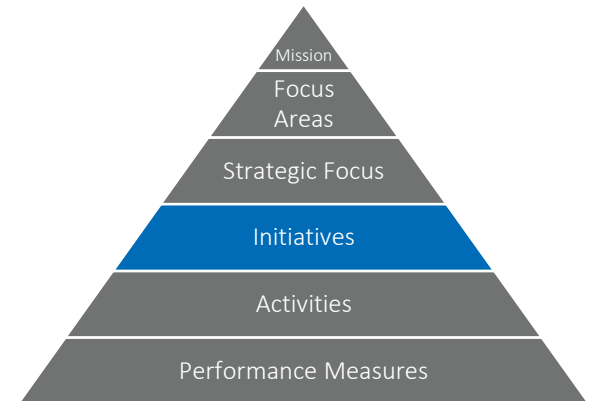 Mission
Focus
Areas
Strategic Focus
Initiatives
Activities
Performance Measures